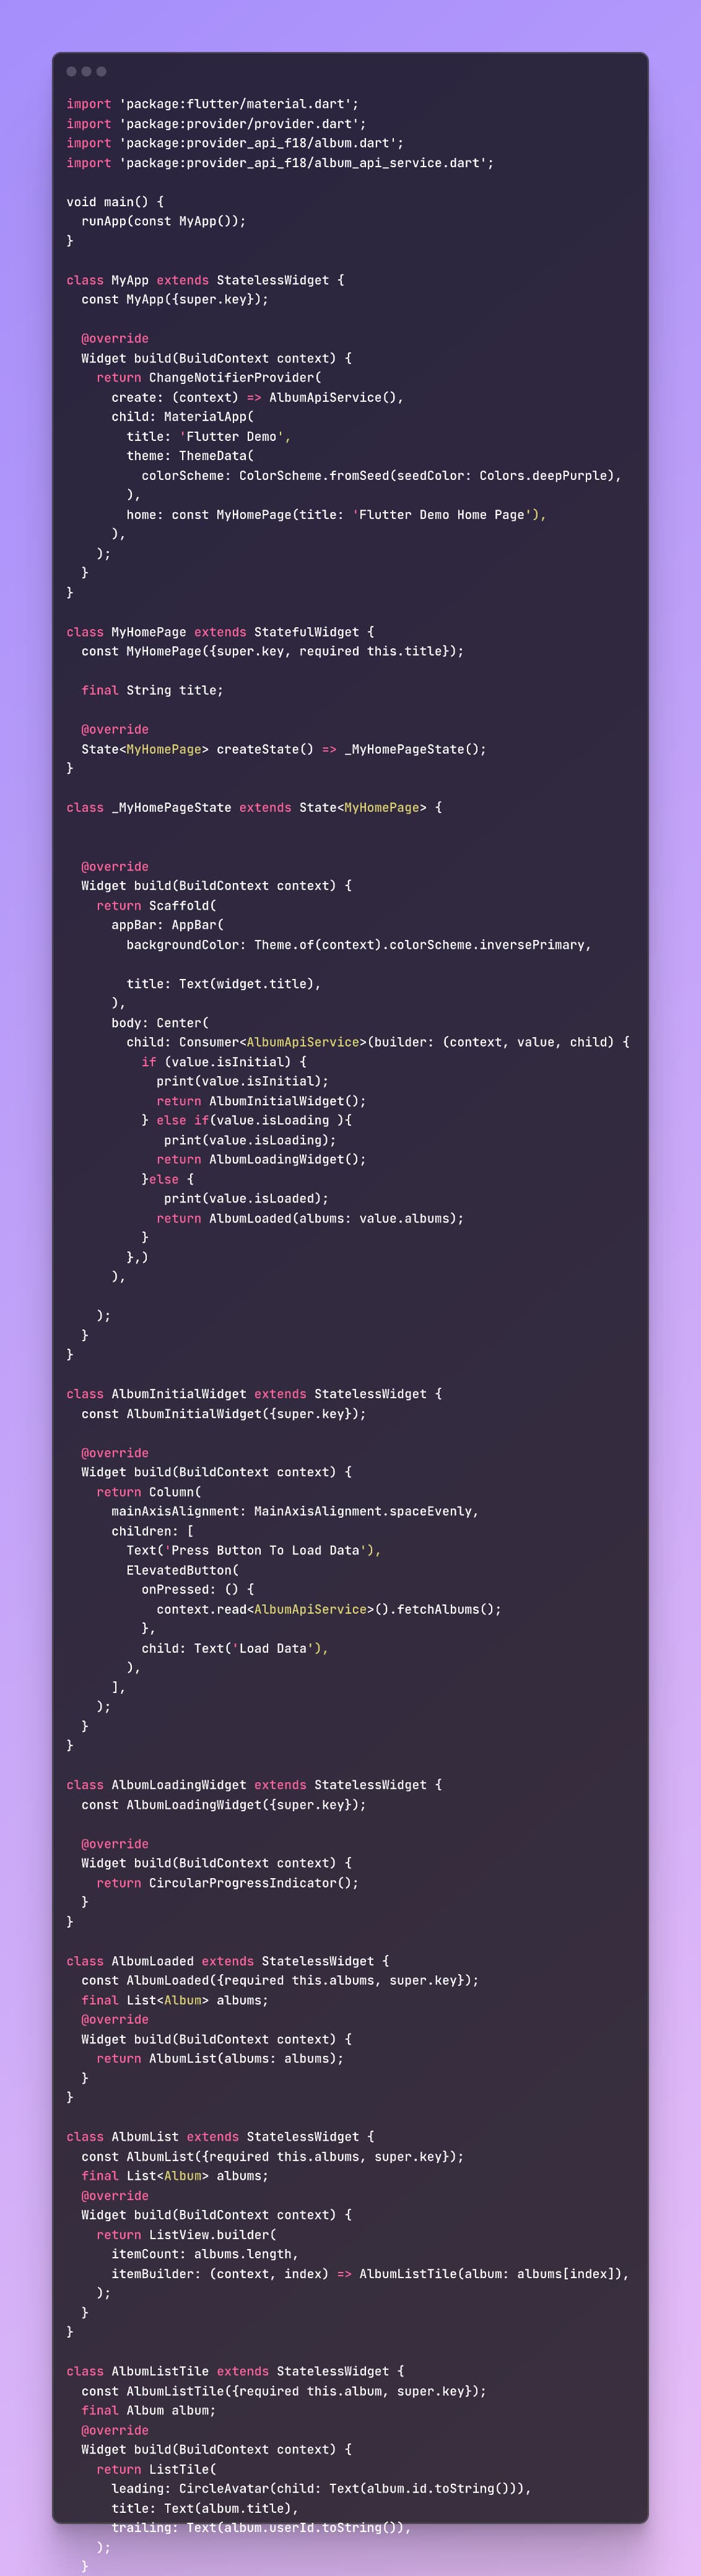 import 'package:flutter/material.dart';
import 'package:provider/provider.dart';
import 'package:provider_api_f18/album.dart';
import 'package:provider_api_f18/album_api_service.dart';

void main() {
  runApp(const MyApp());
}

class MyApp extends StatelessWidget {
  const MyApp({super.key});

  @override
  Widget build(BuildContext context) {
    return ChangeNotifierProvider(
      create: (context) => AlbumApiService(),
      child: MaterialApp(
        title: 'Flutter Demo',
        theme: ThemeData(
          colorScheme: ColorScheme.fromSeed(seedColor: Colors.deepPurple),
        ),
        home: const MyHomePage(title: 'Flutter Demo Home Page'),
      ),
    );
  }
}

class MyHomePage extends StatefulWidget {
  const MyHomePage({super.key, required this.title});

  final String title;

  @override
  State<MyHomePage> createState() => _MyHomePageState();
}

class _MyHomePageState extends State<MyHomePage> {


  @override
  Widget build(BuildContext context) {
    return Scaffold(
      appBar: AppBar(
        backgroundColor: Theme.of(context).colorScheme.inversePrimary,

        title: Text(widget.title),
      ),
      body: Center(
        child: Consumer<AlbumApiService>(builder: (context, value, child) {
          if (value.isInitial) {
            print(value.isInitial);
            return AlbumInitialWidget();
          } else if(value.isLoading ){
             print(value.isLoading);
            return AlbumLoadingWidget();
          }else {
             print(value.isLoaded);
            return AlbumLoaded(albums: value.albums);
          }
        },)
      ),

    );
  }
}

class AlbumInitialWidget extends StatelessWidget {
  const AlbumInitialWidget({super.key});

  @override
  Widget build(BuildContext context) {
    return Column(
      mainAxisAlignment: MainAxisAlignment.spaceEvenly,
      children: [
        Text('Press Button To Load Data'),
        ElevatedButton(
          onPressed: () {
            context.read<AlbumApiService>().fetchAlbums();
          },
          child: Text('Load Data'),
        ),
      ],
    );
  }
}

class AlbumLoadingWidget extends StatelessWidget {
  const AlbumLoadingWidget({super.key});

  @override
  Widget build(BuildContext context) {
    return CircularProgressIndicator();
  }
}

class AlbumLoaded extends StatelessWidget {
  const AlbumLoaded({required this.albums, super.key});
  final List<Album> albums;
  @override
  Widget build(BuildContext context) {
    return AlbumList(albums: albums);
  }
}

class AlbumList extends StatelessWidget {
  const AlbumList({required this.albums, super.key});
  final List<Album> albums;
  @override
  Widget build(BuildContext context) {
    return ListView.builder(
      itemCount: albums.length,
      itemBuilder: (context, index) => AlbumListTile(album: albums[index]),
    );
  }
}

class AlbumListTile extends StatelessWidget {
  const AlbumListTile({required this.album, super.key});
  final Album album;
  @override
  Widget build(BuildContext context) {
    return ListTile(
      leading: CircleAvatar(child: Text(album.id.toString())),
      title: Text(album.title),
      trailing: Text(album.userId.toString()),
    );
  }